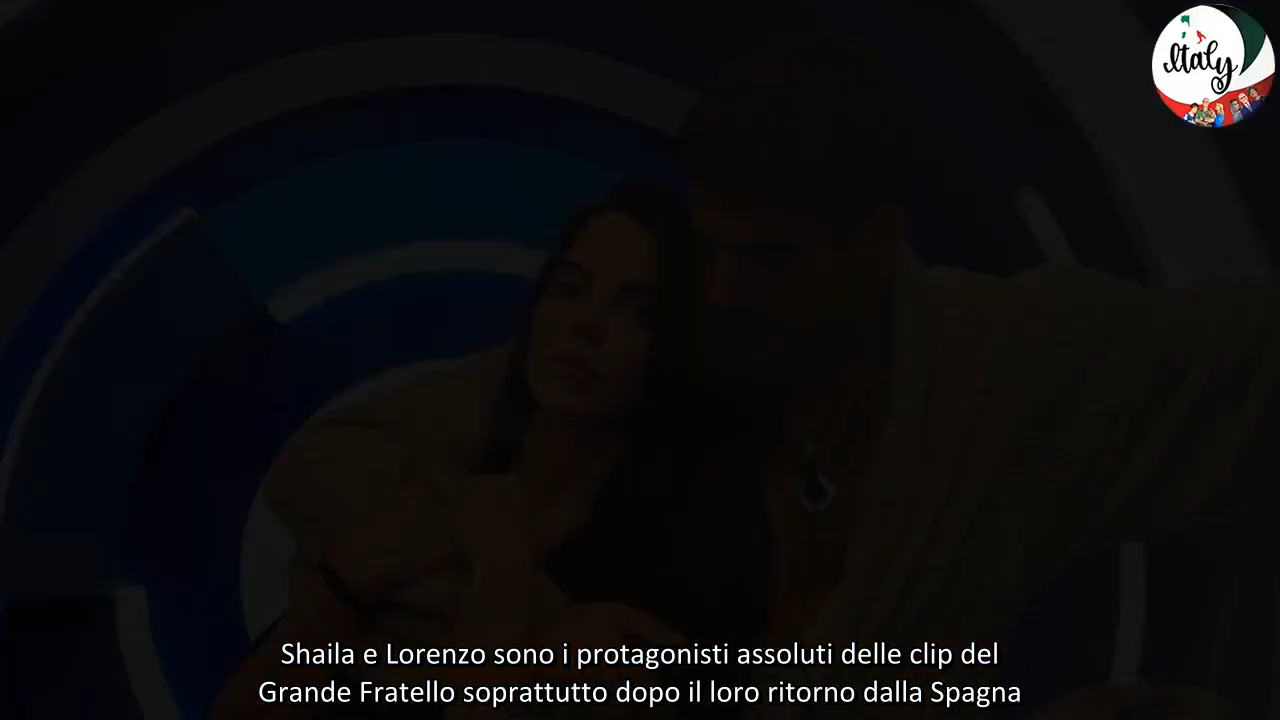 Italy
Shaila e Lorenzo sono i protagonisti assoluti delle clip del
Grande Fratello soprattutto dopo il loro ritorno dalla Spagna